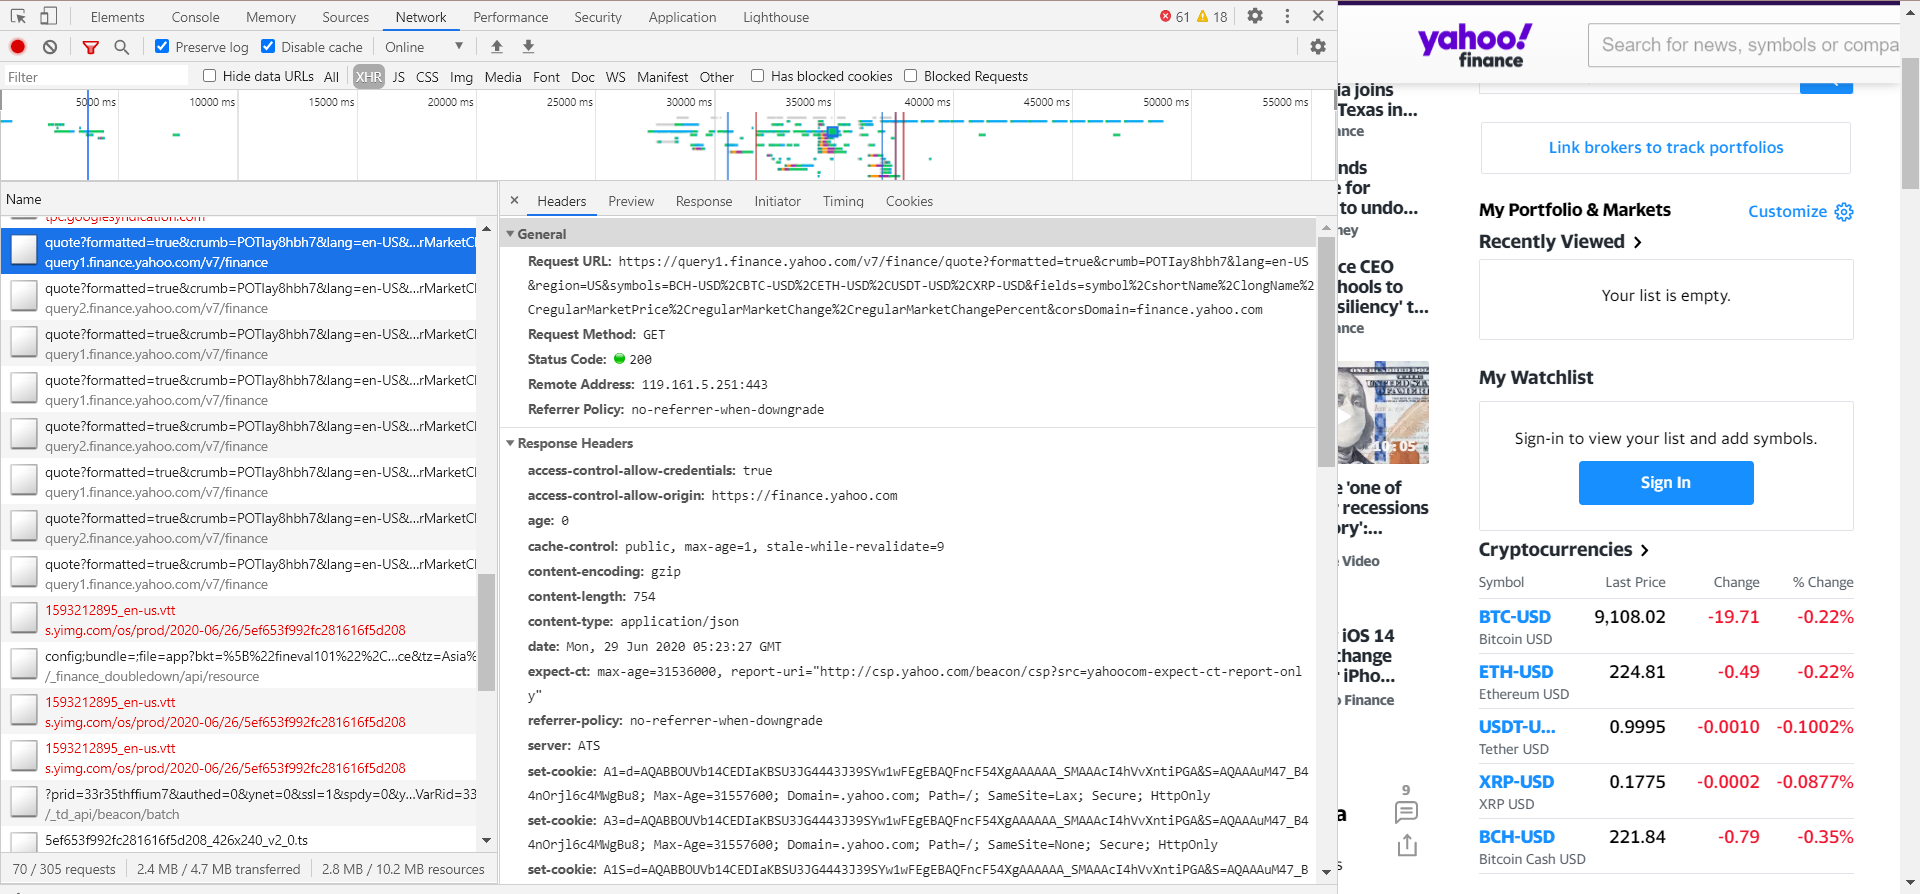 Elements Console Memory Sources Network Performance Security Application Lighthouse 61 18
Preserve log Disable cache Online
Filter Hide data URLs All XHR JS CSS Img Media Font Doc WS Manifest Other Has blocked cookies Blocked Requests
5000 ms 10000 ms 15000 ms 20000 ms 25000 ms 30000 ms 35000 ms 40000 ms 45000 ms 50000 ms 55000 ms
Name
tpc.googlesyndication.com
quote?formatted=true&crumb=POTIay8hbh7&lang=en-US&...rMarketCl
query1.finance.yahoo.com/v7/finance
quote?formatted=true&crumb=POTIay8hbh7&lang=en-US&...rMarketCl
query2.finance.yahoo.com/v7/finance
quote?formatted=true&crumb=POTIay8hbh7&lang=en-US&...rMarketCl
query1.finance.yahoo.com/v7/finance
quote?formatted=true&crumb=POTIay8hbh7&lang=en-US&...rMarketCl
query1.finance.yahoo.com/v7/finance
quote?formatted=true&crumb=POTIay8hbh7&lang=en-US&...rMarketCl
query2.finance.yahoo.com/v7/finance
quote?formatted=true&crumb=POTIay8hbh7&lang=en-US&...rMarketCl
query1.finance.yahoo.com/v7/finance
quote?formatted=true&crumb=POTIay8hbh7&lang=en-US&...rMarketCl
query2.finance.yahoo.com/v7/finance
quote?formatted=true&crumb=POTIay8hbh7&lang=en-US&...rMarketCl
query1.finance.yahoo.com/v7/finance
1593212895_en-us.vtt
s.yimg.com/os/prod/2020-06/26/5ef653f992fc281616f5d208
config;bundle=;file=app?bkt=%5B%22fineval101%22%2C...ce&tz=Asia%
/_finance_doubledown/api/resource
1593212895_en-us.vtt
s.yimg.com/os/prod/2020-06/26/5ef653f992fc281616f5d208
1593212895_en-us.vtt
s.yimg.com/os/prod/2020-06/26/5ef653f992fc281616f5d208
?prid=33r35thffium7&authed=0&ynet=0&ssl=1&spdy=0&y...VarRid=33
/_td_api/beacon/batch
5ef653f992fc281616f5d208_426x240_v2_0.ts
70 / 305 requests 2.4 MB / 4.7 MB transferred 2.8 MB / 10.2 MB resources
Headers Preview Response Initiator Timing Cookies
General
Request URL: https://query1.finance.yahoo.com/v7/finance/quote?formatted=true&crumb=POTIay8hbh7&lang=en-US
&region=US&symbols=BCH-USD%2CBTC-USD%2CETH-USD%2CUSDT-USD%2CXRP-USD&fields=symbol%2CshortName%2ClongName%2
CregularMarketPrice%2CregularMarketChange%2CregularMarketChangePercent&corsDomain=finance.yahoo.com
Request Method: GET
Status Code: 200
Remote Address: 119.161.5.251:443
Referrer Policy: no-referrer-when-downgrade
Response Headers
access-control-allow-credentials: true
access-control-allow-origin: https://finance.yahoo.com
age: 0
cache-control: public, max-age=1, stale-while-revalidate=9
content-encoding: gzip
content-length: 754
content-type: application/json
date: Mon, 29 Jun 2020 05:23:27 GMT
expect-ct: max-age=31536000, report-uri="http://csp.yahoo.com/beacon/csp?src=yahoocom-expect-ct-report-onl
y"
referrer-policy: no-referrer-when-downgrade
server: ATS
set-cookie: A1=d=AQABBOUVb14CEDIaKBSU3JG4443J39SYw1wFEgEBAQFncF54XgAAAAAA_SMAAAcI4hVvXntiPGA&S=AQAAAuM47_B4
4nOrjl6c4MWgBu8; Max-Age=31557600; Domain=.yahoo.com; Path=/; SameSite=Lax; Secure; HttpOnly
set-cookie: A3=d=AQABBOUVb14CEDIaKBSU3JG4443J39SYw1wFEgEBAQFncF54XgAAAAAA_SMAAAcI4hVvXntiPGA&S=AQAAAuM47_B4
4nOrjl6c4MWgBu8; Max-Age=31557600; Domain=.yahoo.com; Path=/; SameSite=None; Secure; HttpOnly
set-cookie: A1S=d=AQABBOUVb14CEDIaKBSU3JG4443J39SYw1wFEgEBAQFncF54XgAAAAAA_SMAAAcI4hVvXntiPGA&S=AQAAAuM47_B
yahoo!
finance
Search for news, symbols or compa
ia joins
Texas in...
ance
nds
e for
to undo...
ney
ce CEO
hools to
siliency' t...
ance
10:05
e 'one of
r recessions
ory':...
e Video
iOS 14
change
r iPho...
o Finance
9
a
s
Link brokers to track portfolios
My Portfolio & Markets Customize
Recently Viewed
Your list is empty.
My Watchlist
Sign-in to view your list and add symbols.
Sign In
Cryptocurrencies
Symbol Last Price Change % Change
BTC-USD 9,108.02 -19.71 -0.22%
Bitcoin USD
ETH-USD 224.81 -0.49 -0.22%
Ethereum USD
USDT-U... 0.9995 -0.0010 -0.1002%
Tether USD
XRP-USD 0.1775 -0.0002 -0.0877%
XRP USD
BCH-USD 221.84 -0.79 -0.35%
Bitcoin Cash USD